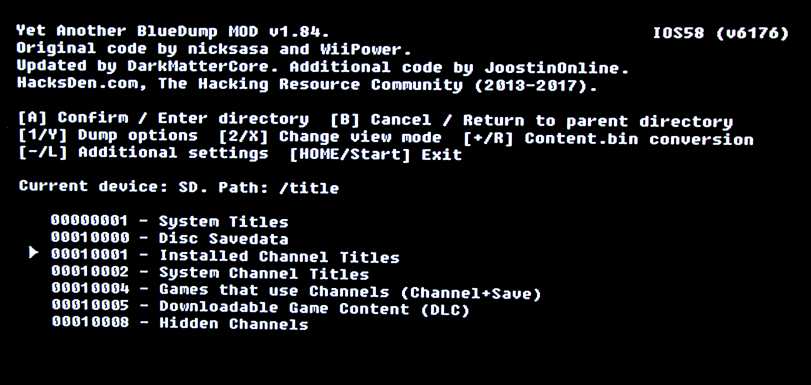 Yet Another BlueDump MOD v1.84. IOS58 (v6176)
Original code by nicksasa and WiiPower.
Updated by DarkMatterCore. Additional code by JoostinOnline.
HacksDen.com, The Hacking Resource Community (2013-2017).
[A] Confirm / Enter directory [B] Cancel / Return to parent directory
[1/Y] Dump options [2/X] Change view mode [+/R] Content.bin conversion
[-/L] Additional settings [HOME/Start] Exit
Current device: SD. Path: /title
00000001 - System Titles
00010000 - Disc Savedata
00010001 - Installed Channel Titles
00010002 - System Channel Titles
00010004 - Games that use Channels (Channel+Save)
00010005 - Downloadable Game Content (DLC)
00010008 - Hidden Channels